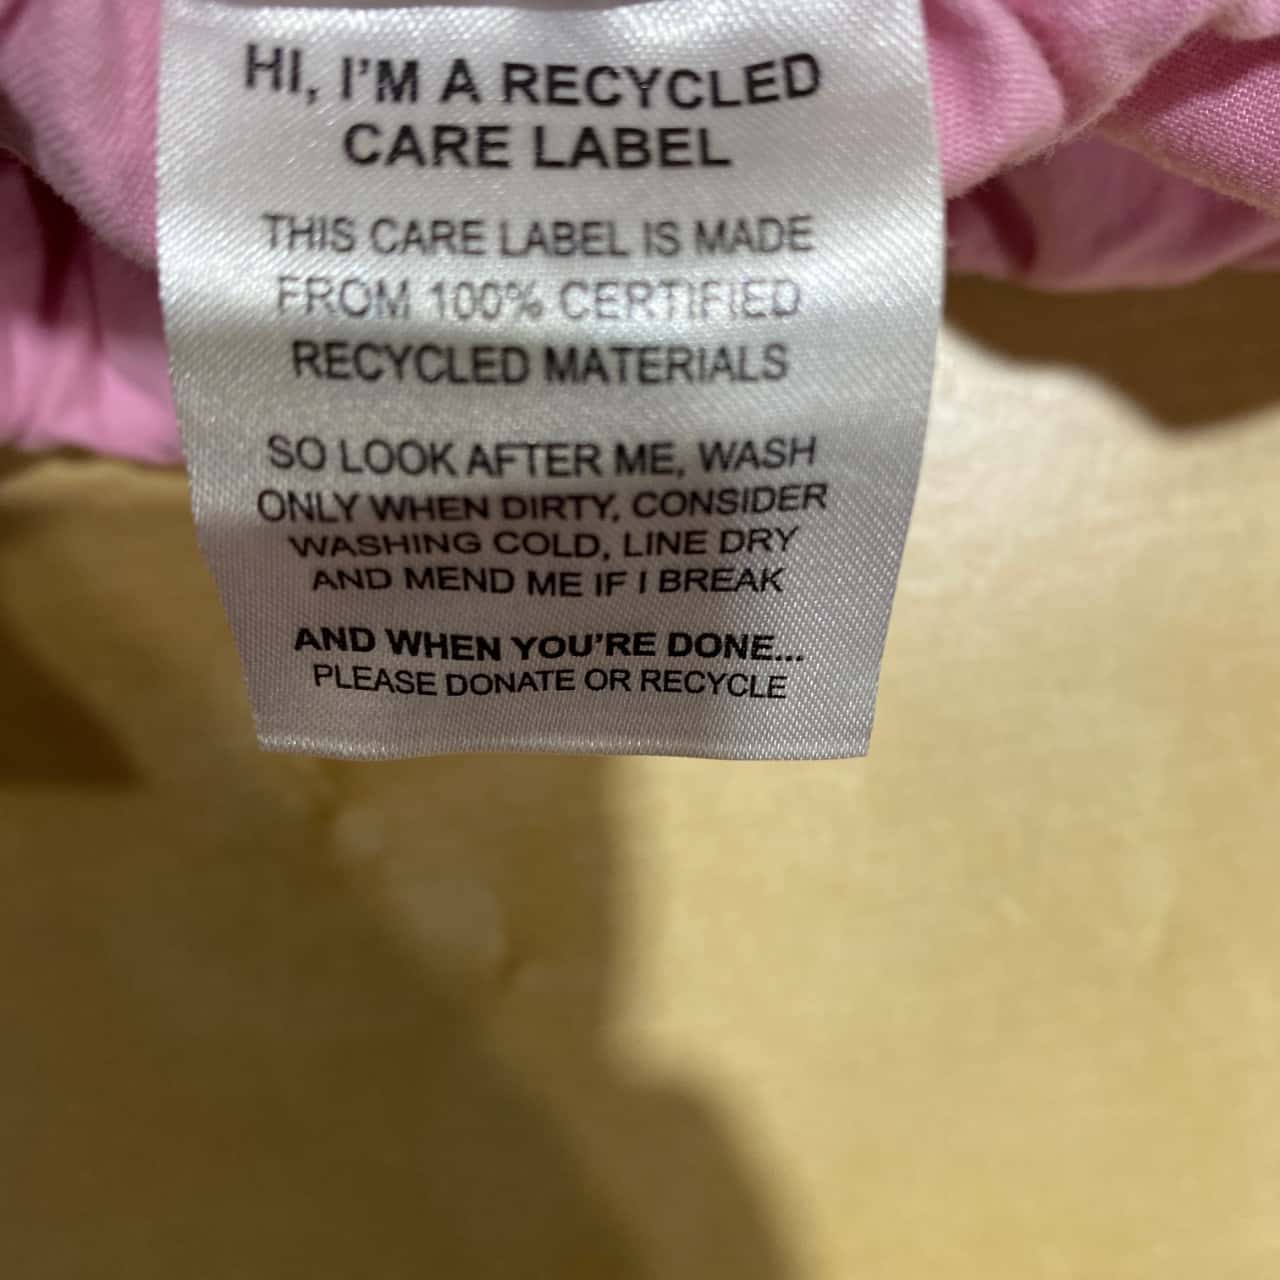 HI, I'M A RECYCLED
CARE LABEL
THIS CARE LABEL IS MADE
FROM 100% CERTIFIED
RECYCLED MATERIALS
SO LOOK AFTER ME, WASH
ONLY WHEN DIRTY, CONSIDER
WASHING COLD, LINE DRY
AND MEND ME IF I BREAK
AND WHEN YOU'RE DONE...
PLEASE DONATE OR RECYCLE